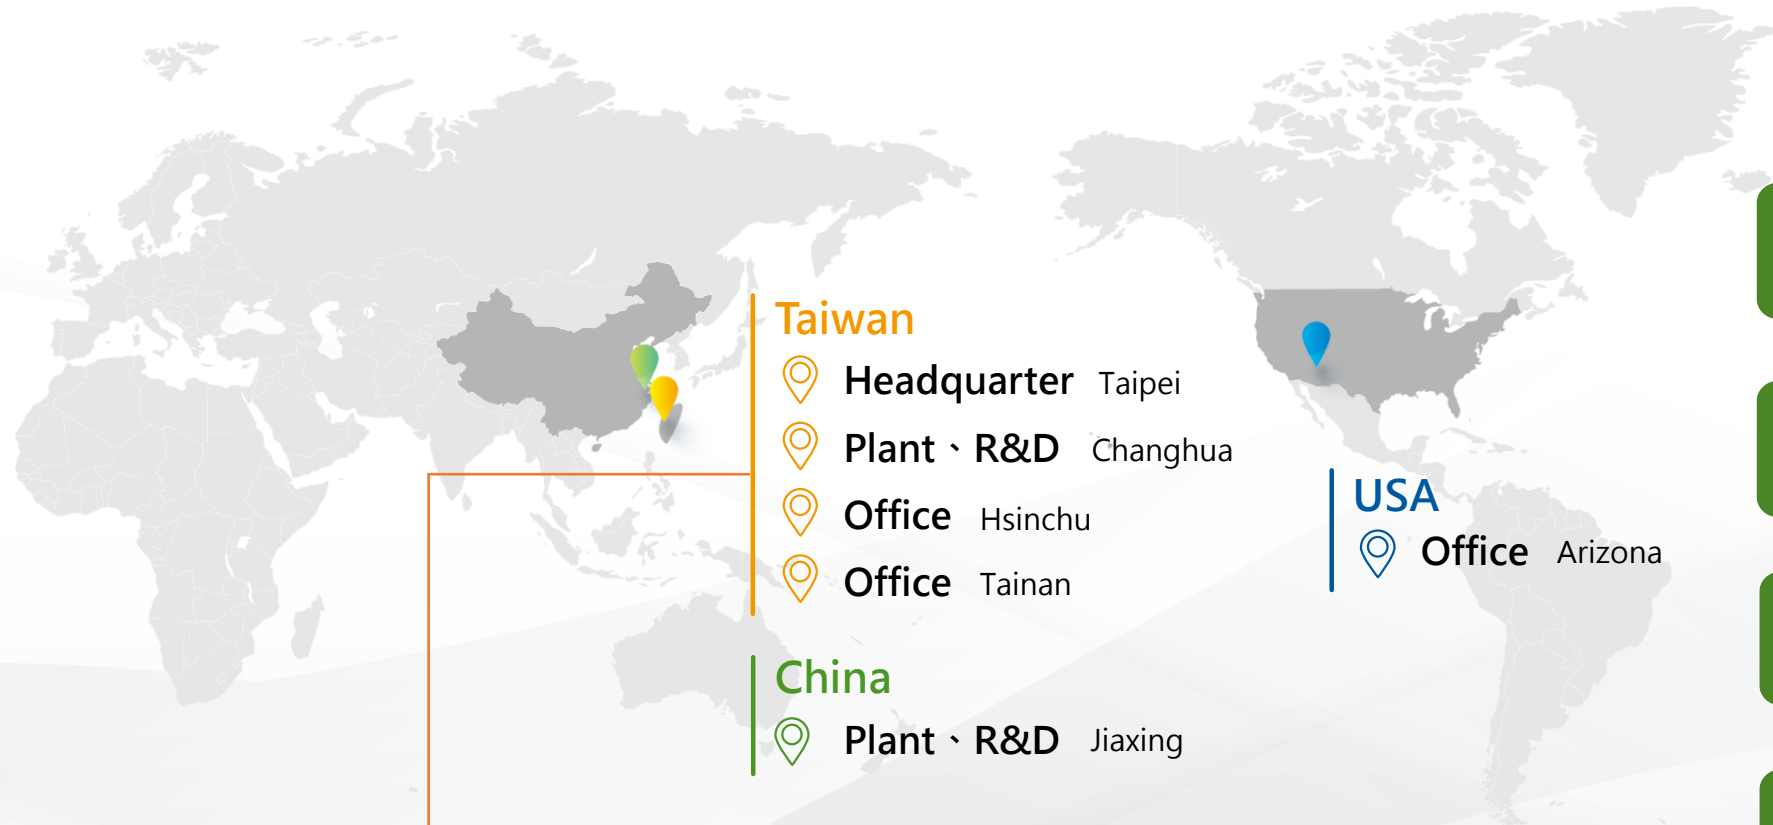 Taiwan
Headquarter Taipei
Plant、R&D Changhua
Office Hsinchu
Office Tainan
China
Plant、R&D Jiaxing
USA
Office Arizona